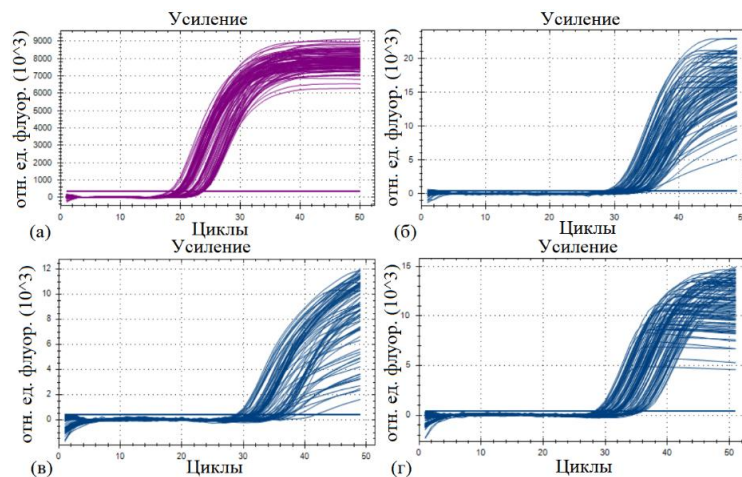 Усиление
отн. ед. флуор. (10^3)
9000
8000
7000
6000
5000
4000
3000
2000
1000
0
0 10 20 30 40 50
(а)
Циклы
Усиление
отн. ед. флуор. (10^3)
20
15
10
5
0
0 10 20 30 40
(б)
Циклы
Усиление
отн. ед. флуор. (10^3)
12
10
8
6
4
2
0
0 10 20 30 40 50
(в)
Циклы
Усиление
отн. ед. флуор. (10^3)
15
10
5
0
0 10 20 30 40 50
(г)
Циклы